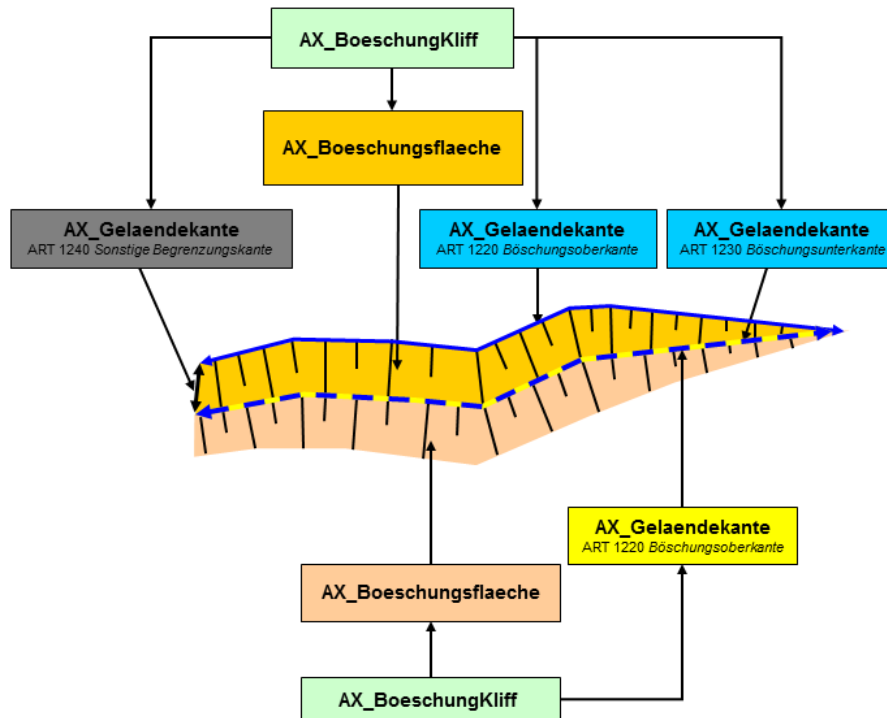 AX_BoeschungKliff
AX_Boeschungsflaeche
AX_Gelaendekante
ART 1240 Sonstige Begrenzungskante
AX_Gelaendekante
ART 1220 Böschungsoberkante
AX_Gelaendekante
ART 1230 Böschungsunterkante
AX_Gelaendekante
ART 1220 Böschungsoberkante
AX_Boeschungsflaeche
AX_BoeschungKliff